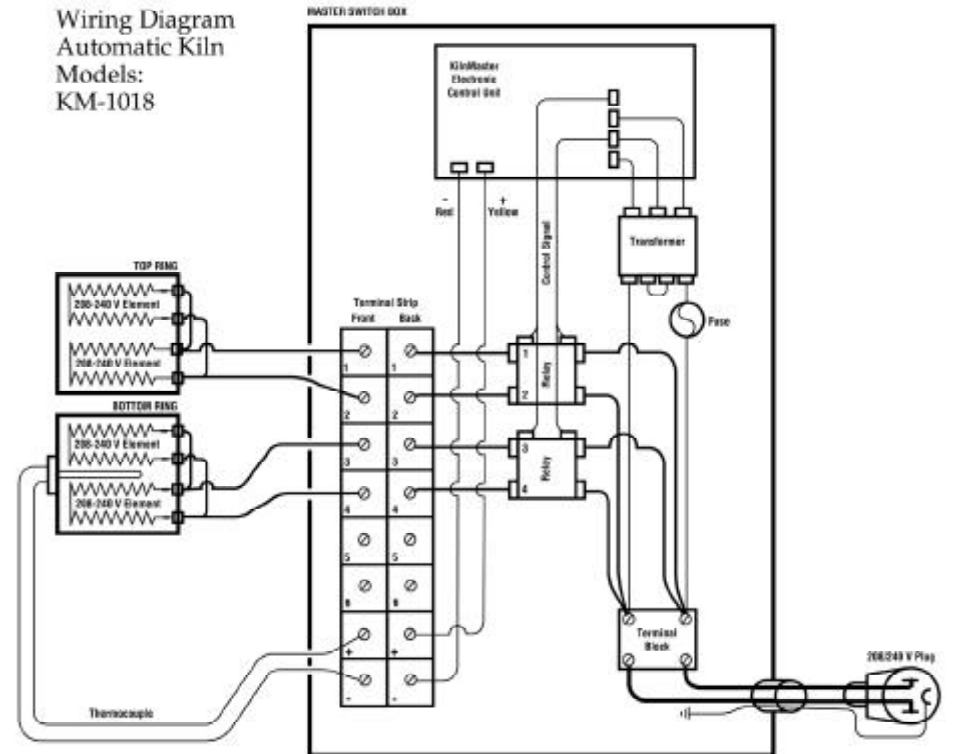 Wiring Diagram
Automatic Kiln
Models:
KM-1018
MASTER SWITCH BOX
KilnMaster
Electronic
Control Unit
-
Red
+
Yellow
Control Signal
Transformer
Fuse
TOP RING
208-240 V Element
208-240 V Element
BOTTOM RING
208-240 V Element
208-240 V Element
Terminal Strip
Front
Back
1
1
2
2
3
3
4
4
5
5
6
6
+
+
-
-
1
Relay
2
3
Relay
4
Terminal
Block
208/240 V Plug
Thermocouple